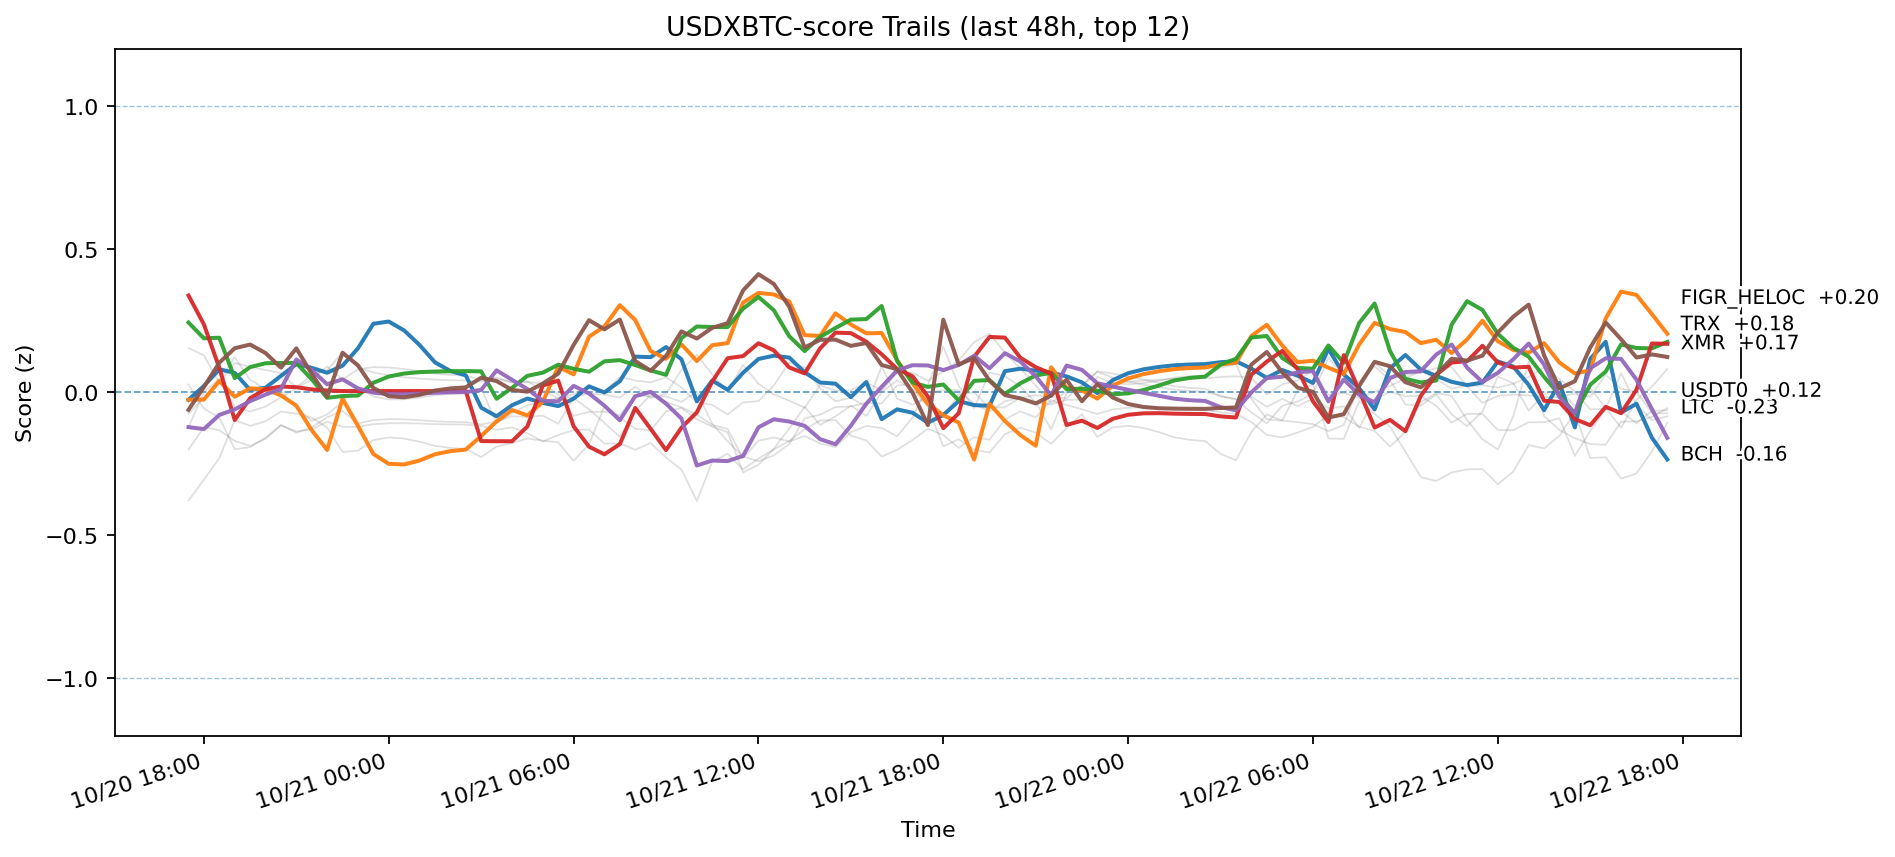 USDXBTC-score Trails (last 48h, top 12)
Score (z)
1.0
0.5
0.0
−0.5
−1.0
FIGR_HELOC +0.20
TRX +0.18
XMR +0.17
USDT0 +0.12
LTC -0.23
BCH -0.16
10/20 18:00
10/21 00:00
10/21 06:00
10/21 12:00
10/21 18:00
10/22 00:00
10/22 06:00
10/22 12:00
10/22 18:00
Time